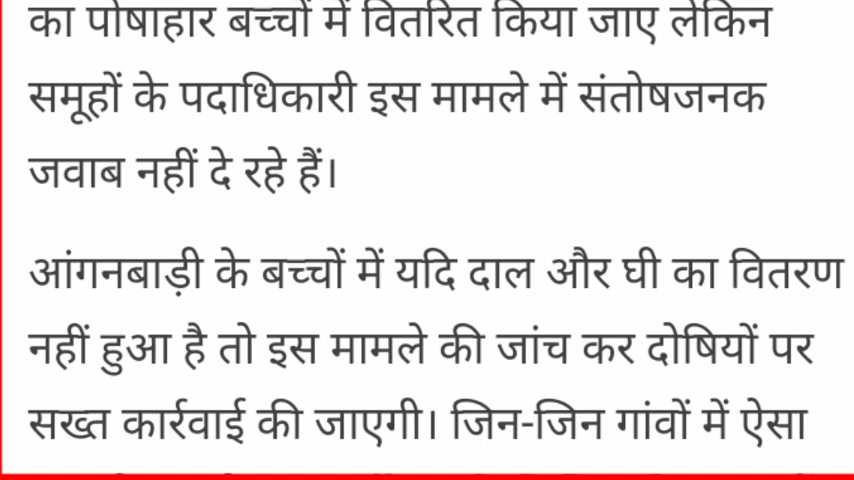 का पोषाहार बच्चों में वितरित किया जाए लेकिन
समूहों के पदाधिकारी इस मामले में संतोषजनक
जवाब नहीं दे रहे हैं।
आंगनबाड़ी के बच्चों में यदि दाल और घी का वितरण
नहीं हुआ है तो इस मामले की जांच कर दोषियों पर
सख्त कार्रवाई की जाएगी। जिन-जिन गांवों में ऐसा